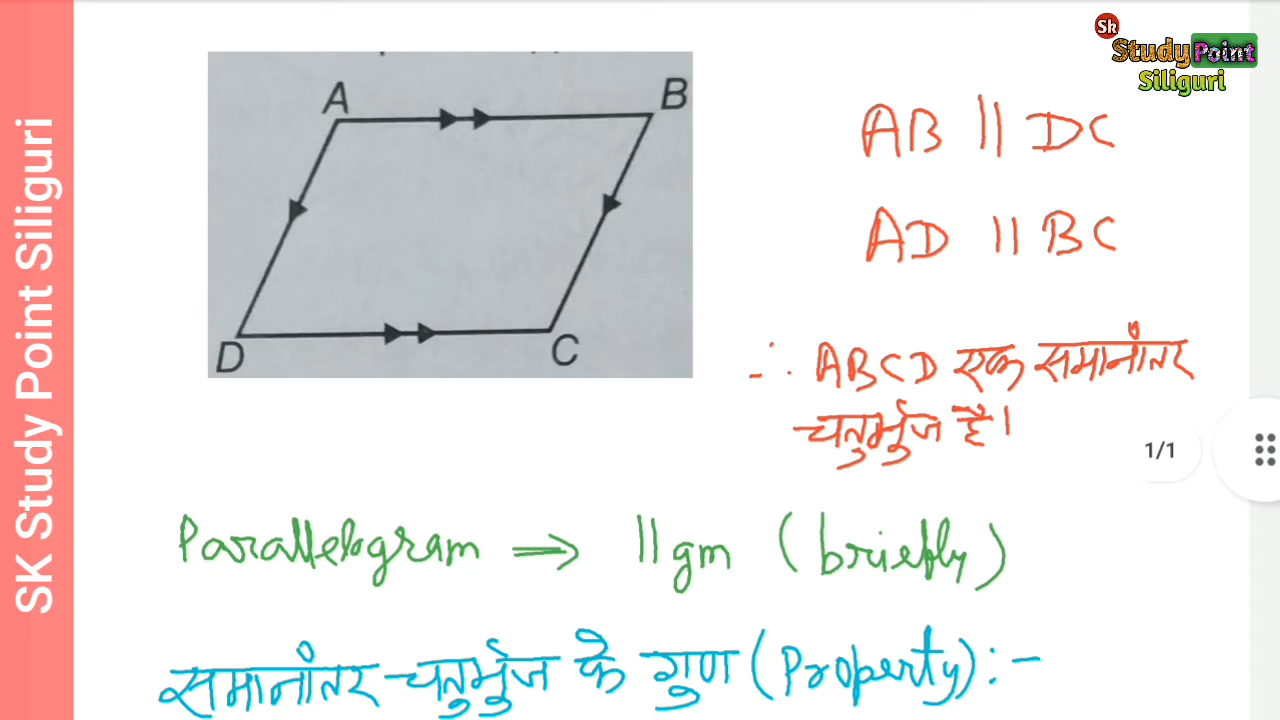 SK Study Point Siliguri
Sk
Study Point
Siliguri
A
B
D
C
AB || DC
AD || BC
∴ ABCD एक समानांतर
चतुर्भुज है।
1/1
Parallelogram ⇒ ||gm (briefly)
समानांतर चतुर्भुज के गुण (Property):-